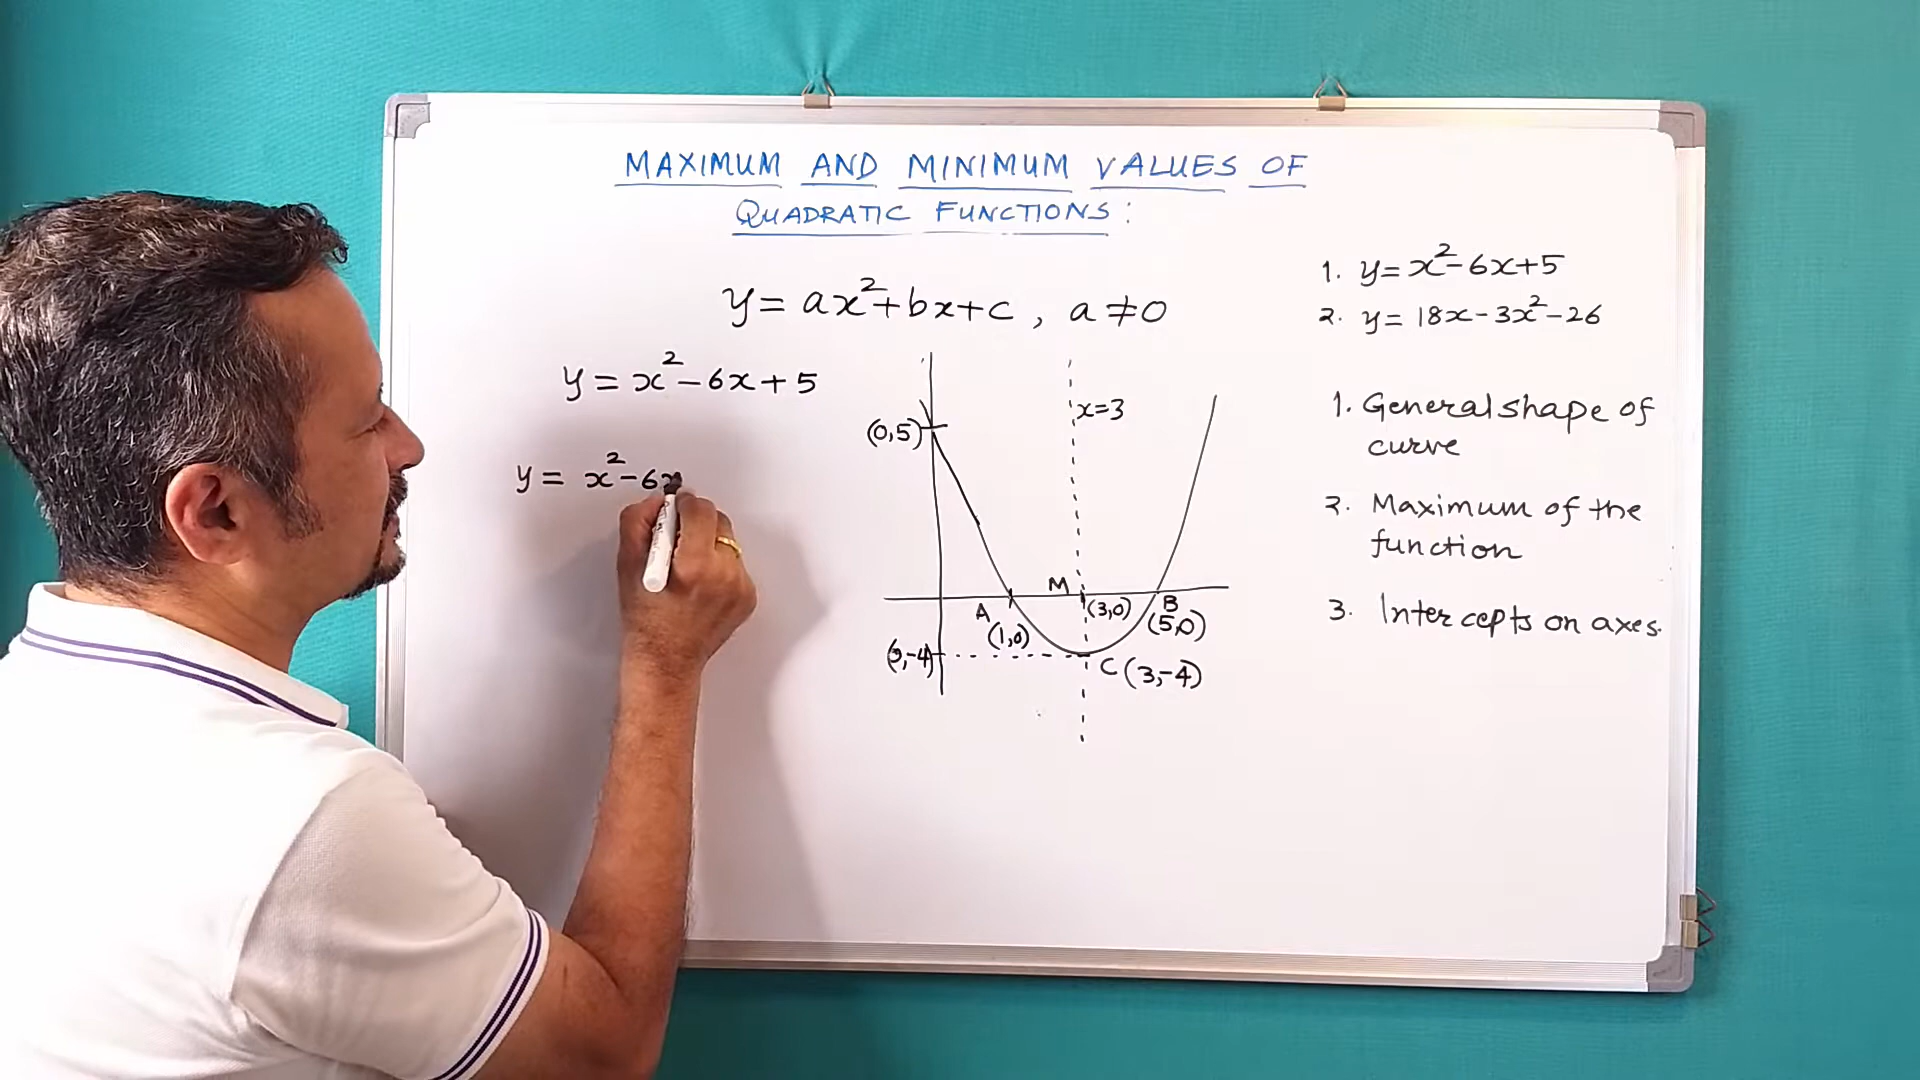 MAXIMUM AND MINIMUM VALUES OF
QUADRATIC FUNCTIONS:
y = ax²+bx+c, a≠0
y = x²-6x+5
y = x²-6x
(0,5)
x=3
M
A
(1,0)
(3,0)
B
(5,0)
(0,-4)
C(3,-4)
1. y=x²-6x+5
2. y= 18x-3x²-26
1. General shape of
curve
2. Maximum of the
function
3. Intercepts on axes.